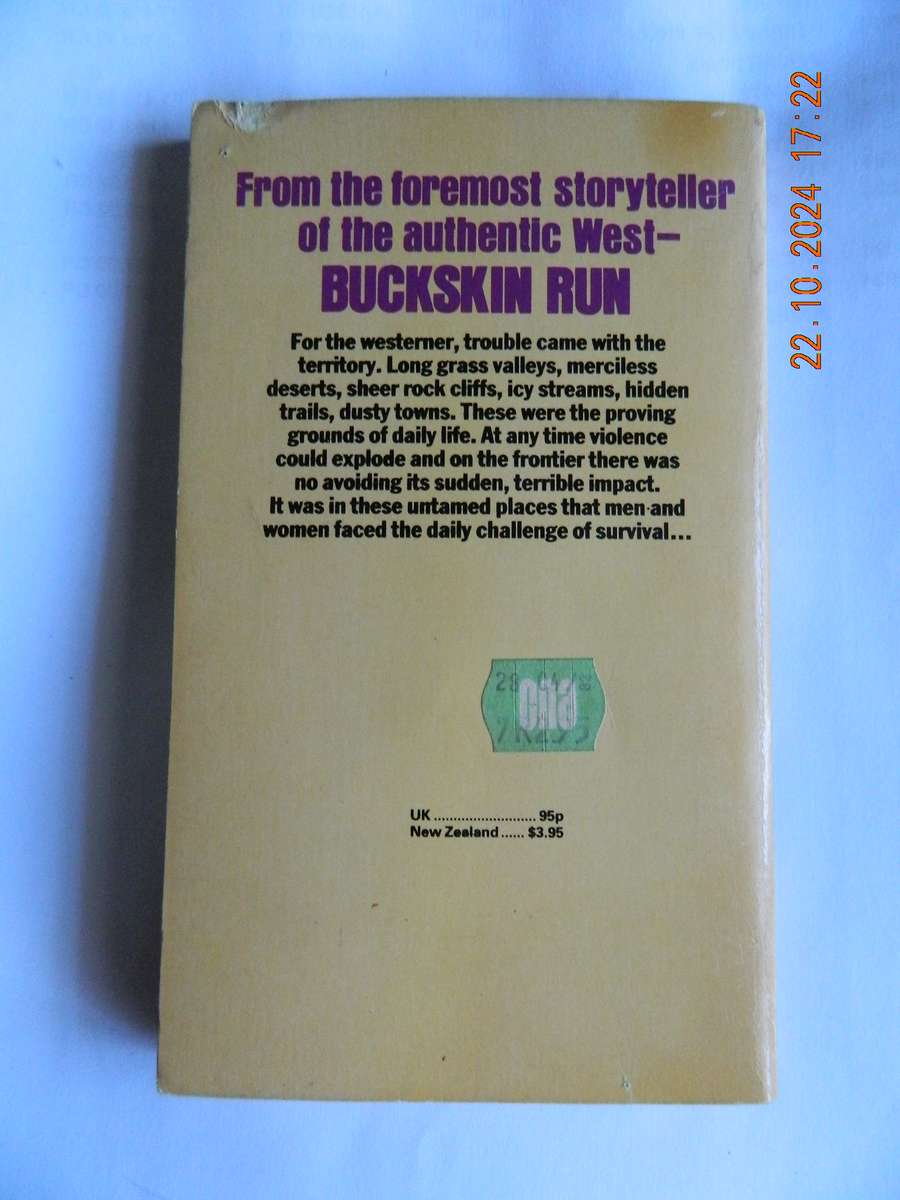 From the foremost storyteller
of the authentic West–
BUCKSKIN RUN
For the westerner, trouble came with the
territory. Long grass valleys, merciless
deserts, sheer rock cliffs, icy streams, hidden
trails, dusty towns. These were the proving
grounds of daily life. At any time violence
could explode and on the frontier there was
no avoiding its sudden, terrible impact.
It was in these untamed places that men and
women faced the daily challenge of survival...
UK .......................... 95p
New Zealand ...... $3.95
22.10.2024 17:22